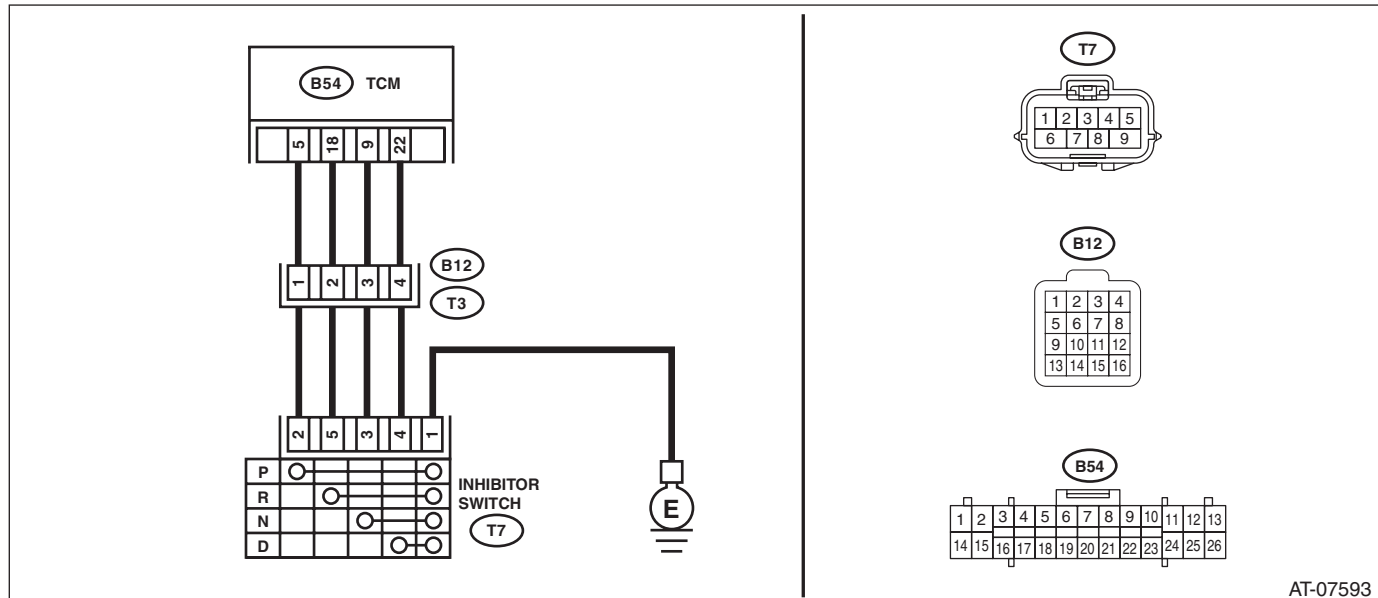 B54 TCM
5 18 9 22
1 2 3 4
B12
T3
2 5 3 4 1
P
R
N
D
INHIBITOR
SWITCH
T7
E
T7
1 2 3 4 5
6 7 8 9
B12
1 2 3 4
5 6 7 8
9 10 11 12
13 14 15 16
B54
1 2 3 4 5 6 7 8 9 10 11 12 13
14 15 16 17 18 19 20 21 22 23 24 25 26
AT-07593